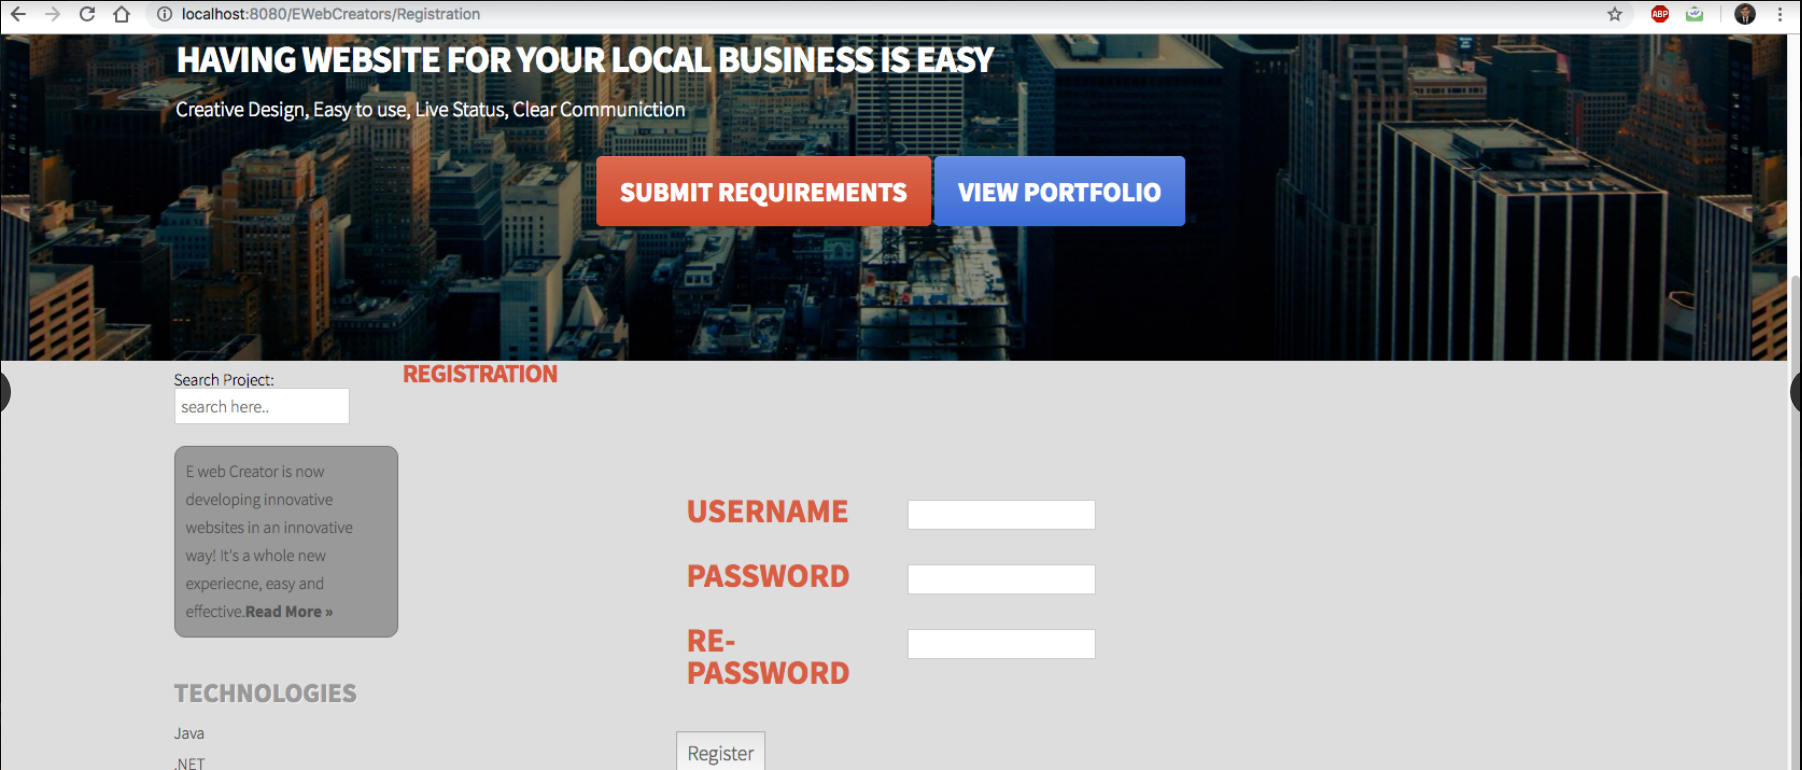 localhost:8080/EWebCreators/Registration
ABP
HAVING WEBSITE FOR YOUR LOCAL BUSINESS IS EASY
Creative Design, Easy to use, Live Status, Clear Communiction
SUBMIT REQUIREMENTS VIEW PORTFOLIO
Search Project:
search here..
E web Creator is now
developing innovative
websites in an innovative
way! It's a whole new
experiecne, easy and
effective.Read More »
TECHNOLOGIES
Java
.NET
REGISTRATION
USERNAME
PASSWORD
RE-
PASSWORD
Register